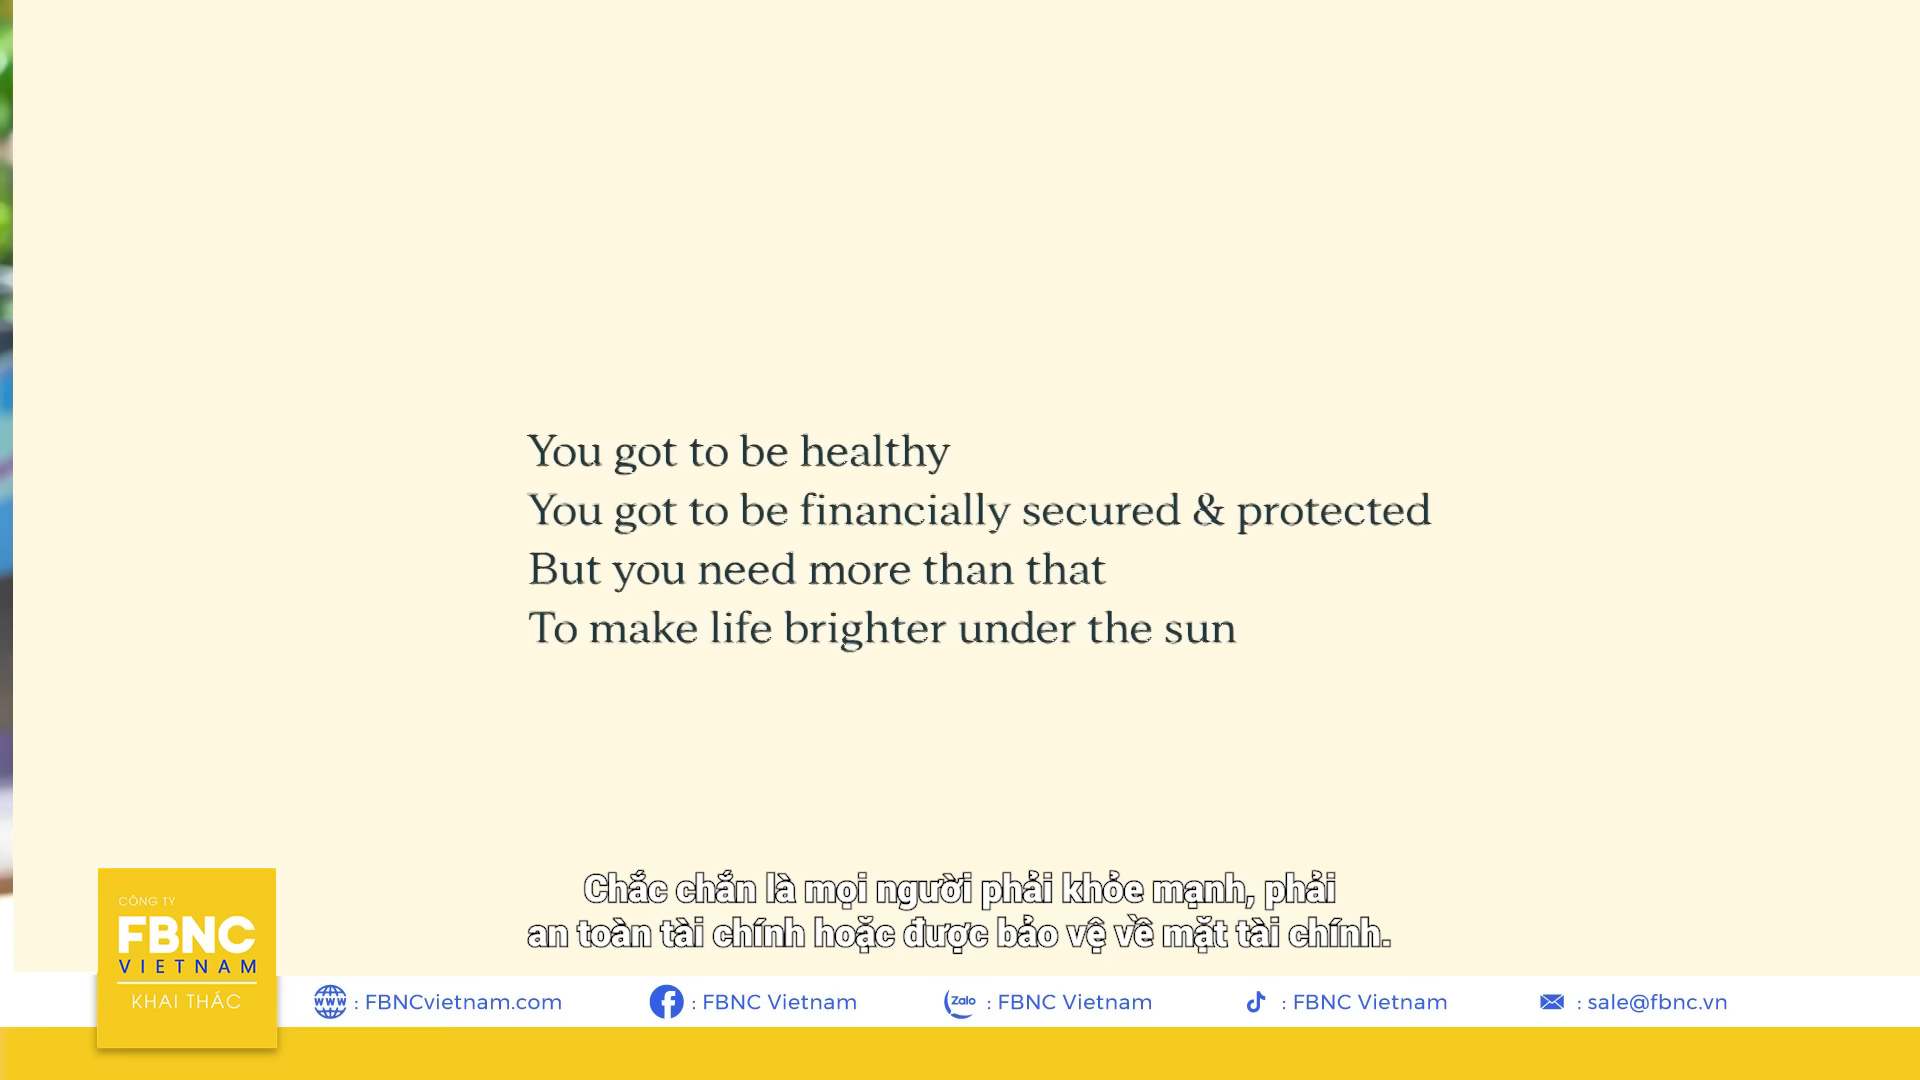 You got to be healthy
You got to be financially secured & protected
But you need more than that
To make life brighter under the sun
Chắc chắn là mọi người phải khỏe mạnh, phải
an toàn tài chính hoặc được bảo vệ về mặt tài chính.
CÔNG TY
FBNC
VIETNAM
KHAI THÁC
www : FBNCvietnam.com
: FBNC Vietnam
Zalo : FBNC Vietnam
: FBNC Vietnam
: sale@fbnc.vn